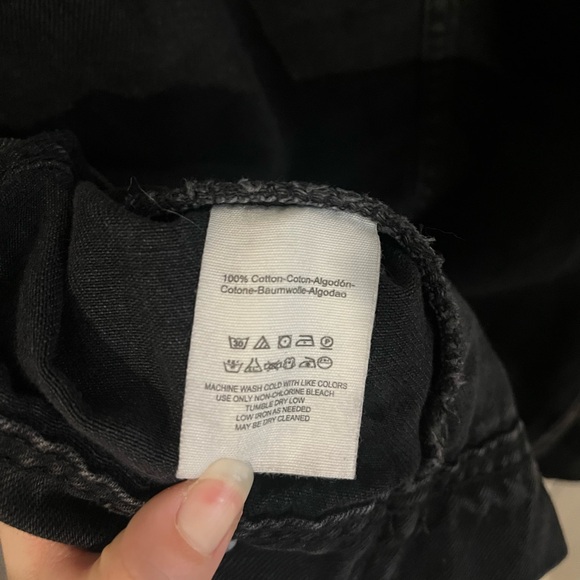 100% Cotton-Coton-Algodón-
Cotone-Baumwolle-Algodao
30 P
MACHINE WASH COLD WITH LIKE COLORS
USE ONLY NON-CHLORINE BLEACH
TUMBLE DRY LOW
LOW IRON AS NEEDED
MAY BE DRY CLEANED